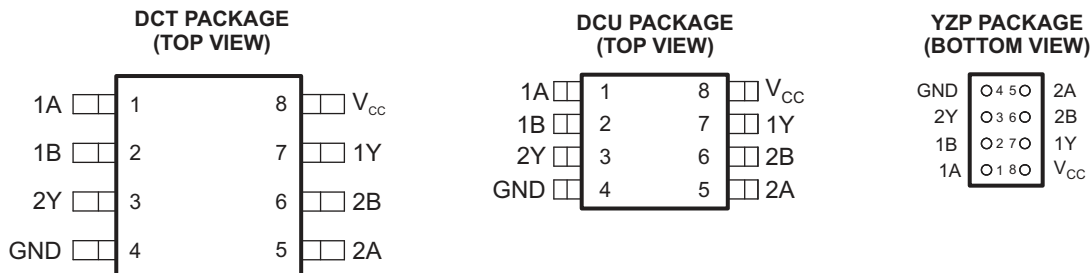 DCT PACKAGE
(TOP VIEW)
1A 1 8 VCC
1B 2 7 1Y
2Y 3 6 2B
GND 4 5 2A
DCU PACKAGE
(TOP VIEW)
1A 1 8 VCC
1B 2 7 1Y
2Y 3 6 2B
GND 4 5 2A
YZP PACKAGE
(BOTTOM VIEW)
GND 4 5 2A
2Y 3 6 2B
1B 2 7 1Y
1A 1 8 VCC